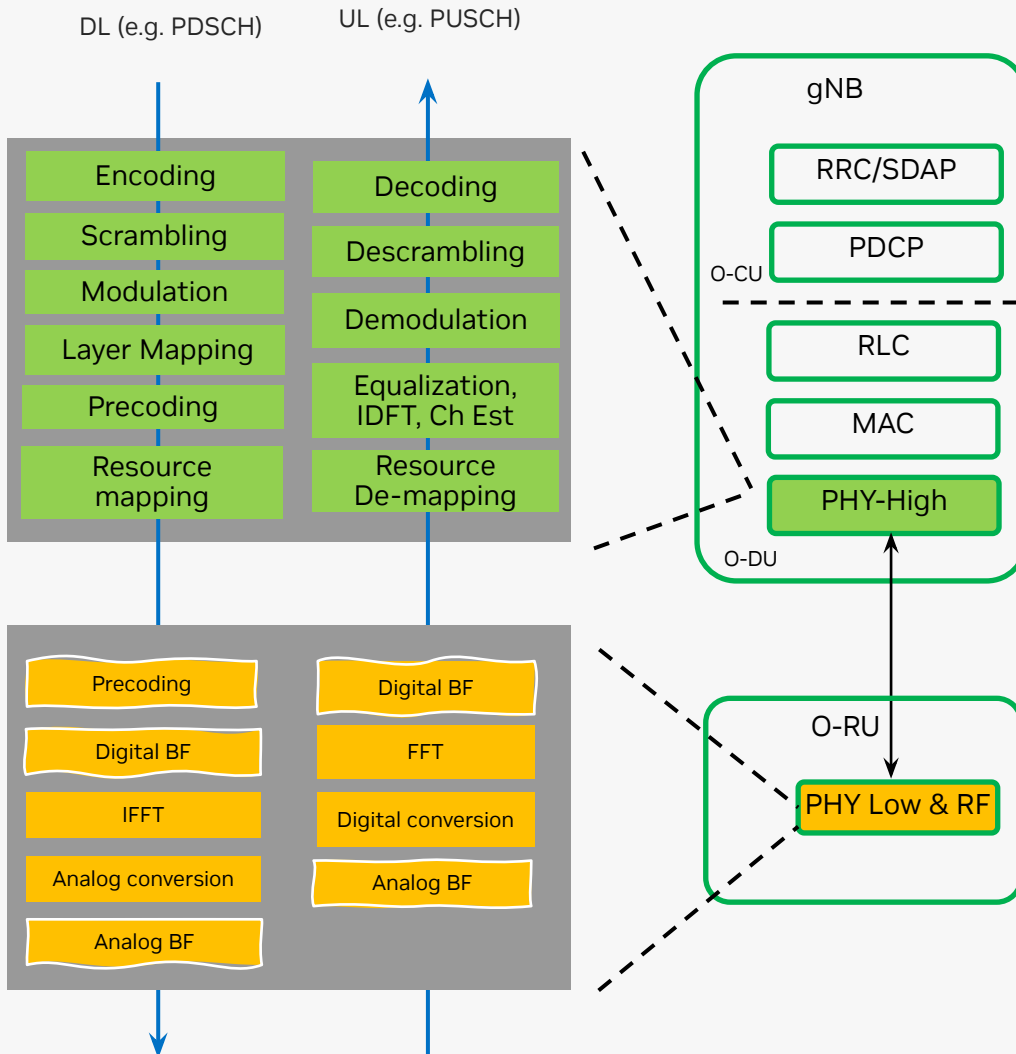 DL (e.g. PDSCH)
UL (e.g. PUSCH)
Encoding
Scrambling
Modulation
Layer Mapping
Precoding
Resource
mapping
Decoding
Descrambling
Demodulation
Equalization,
IDFT, Ch Est
Resource
De-mapping
Precoding
Digital BF
IFFT
Analog conversion
Analog BF
Digital BF
FFT
Digital conversion
Analog BF
gNB
RRC/SDAP
PDCP
O-CU
RLC
MAC
PHY-High
O-DU
O-RU
PHY Low & RF